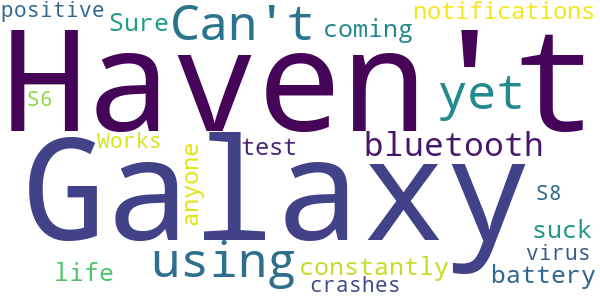 positive
Sure
Can't
coming
notifications
Haven't
S6
yet
Works
anyone
test
bluetooth
Galaxy
S8
using
life
constantly
crashes
suck
virus
battery